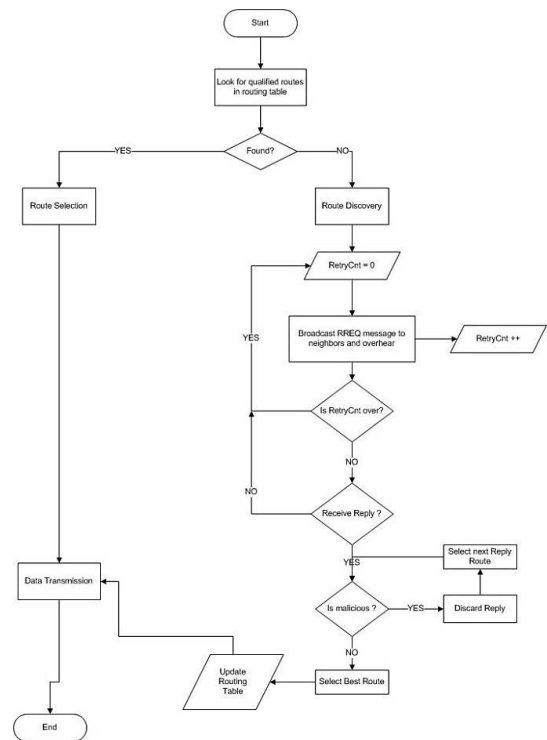 Start
Look for qualified routes
in routing table
Found?
YES
NO
Route Selection
Route Discovery
RetryCnt = 0
YES
Broadcast RREQ message to
neighbors and overhear
RetryCnt ++
Is RetryCnt over?
NO
NO
Receive Reply ?
YES
Select next Reply
Route
Data Transmission
Is malicious ?
YES
Discard Reply
NO
Update
Routing
Table
Select Best Route
End